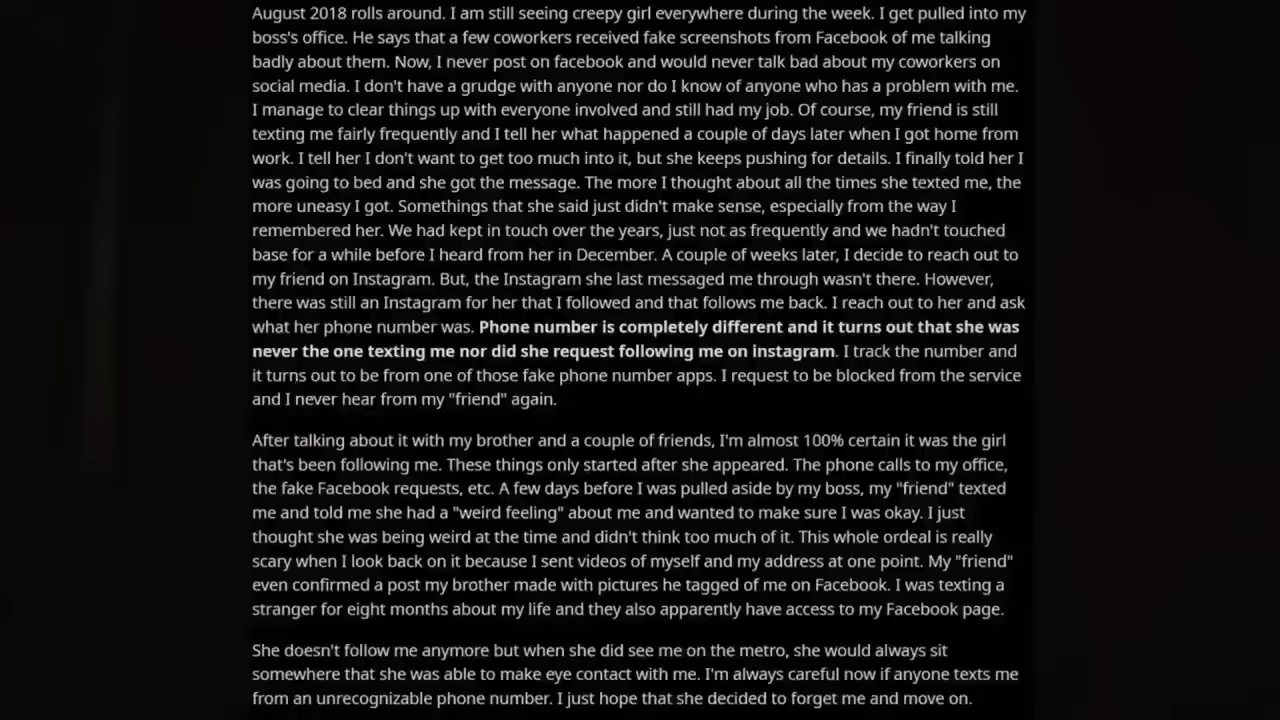 August 2018 rolls around. I am still seeing creepy girl everywhere during the week. I get pulled into my
boss's office. He says that a few coworkers received fake screenshots from Facebook of me talking
badly about them. Now, I never post on facebook and would never talk bad about my coworkers on
social media. I don't have a grudge with anyone nor do I know of anyone who has a problem with me.
I manage to clear things up with everyone involved and still had my job. Of course, my friend is still
texting me fairly frequently and I tell her what happened a couple of days later when I got home from
work. I tell her I don't want to get too much into it, but she keeps pushing for details. I finally told her I
was going to bed and she got the message. The more I thought about all the times she texted me, the
more uneasy I got. Somethings that she said just didn't make sense, especially from the way I
remembered her. We had kept in touch over the years, just not as frequently and we hadn't touched
base for a while before I heard from her in December. A couple of weeks later, I decide to reach out to
my friend on Instagram. But, the Instagram she last messaged me through wasn't there. However,
there was still an Instagram for her that I followed and that follows me back. I reach out to her and ask
what her phone number was. Phone number is completely different and it turns out that she was
never the one texting me nor did she request following me on instagram. I track the number and
it turns out to be from one of those fake phone number apps. I request to be blocked from the service
and I never hear from my "friend" again.
After talking about it with my brother and a couple of friends, I'm almost 100% certain it was the girl
that's been following me. These things only started after she appeared. The phone calls to my office,
the fake Facebook requests, etc. A few days before I was pulled aside by my boss, my "friend" texted
me and told me she had a "weird feeling" about me and wanted to make sure I was okay. I just
thought she was being weird at the time and didn't think too much of it. This whole ordeal is really
scary when I look back on it because I sent videos of myself and my address at one point. My "friend"
even confirmed a post my brother made with pictures he tagged of me on Facebook. I was texting a
stranger for eight months about my life and they also apparently have access to my Facebook page.
She doesn't follow me anymore but when she did see me on the metro, she would always sit
somewhere that she was able to make eye contact with me. I'm always careful now if anyone texts me
from an unrecognizable phone number. I just hope that she decided to forget me and move on.